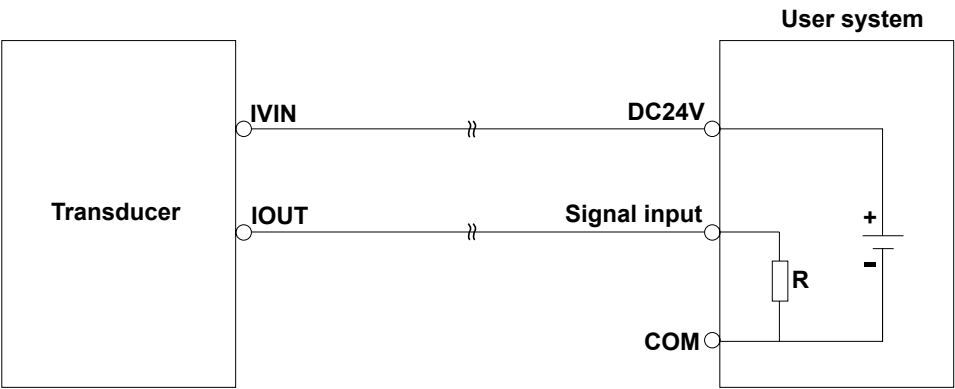 User system
IVIN
DC24V
Transducer
IOUT
Signal input
+
-
R
COM